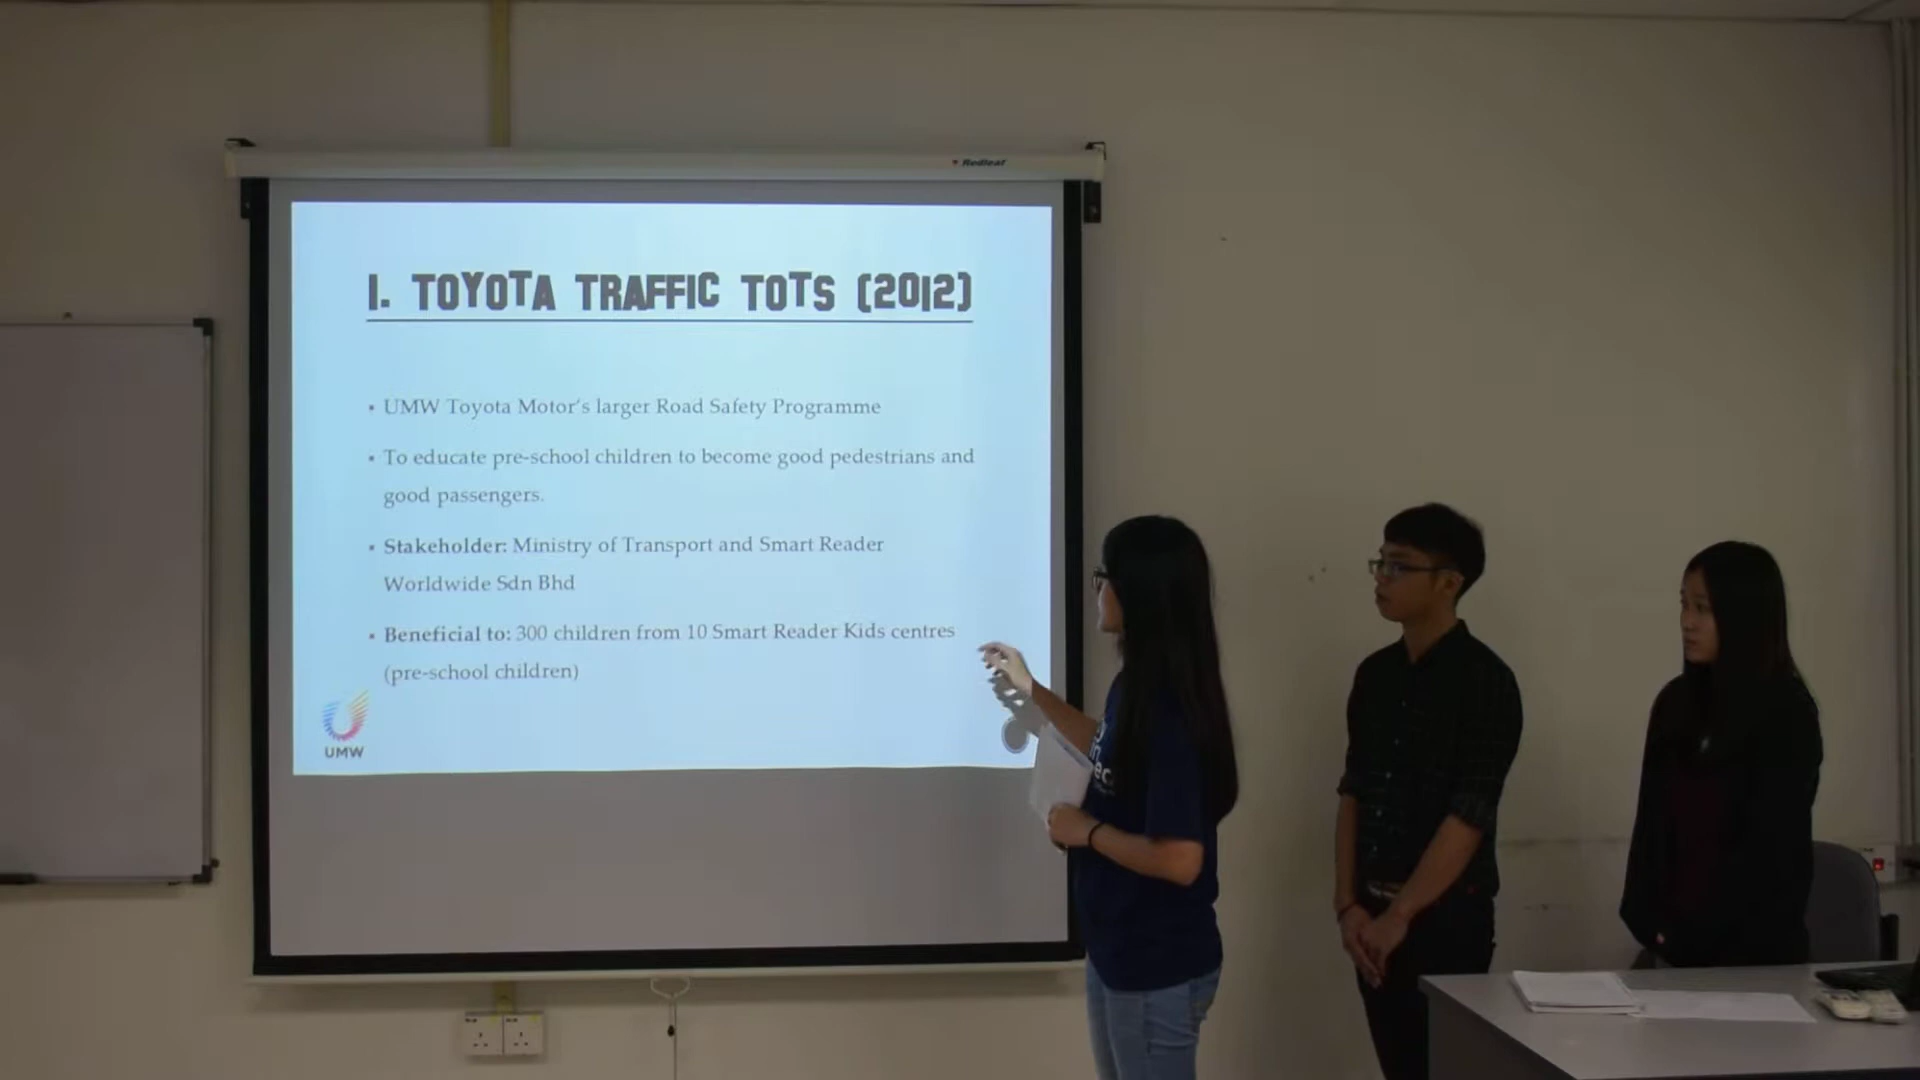 Redleaf
1. TOYOTA TRAFFIC TOTS (2012)
▪ UMW Toyota Motor's larger Road Safety Programme
▪ To educate pre-school children to become good pedestrians and
good passengers.
▪ Stakeholder: Ministry of Transport and Smart Reader
Worldwide Sdn Bhd
▪ Beneficial to: 300 children from 10 Smart Reader Kids centres
(pre-school children)
UMW